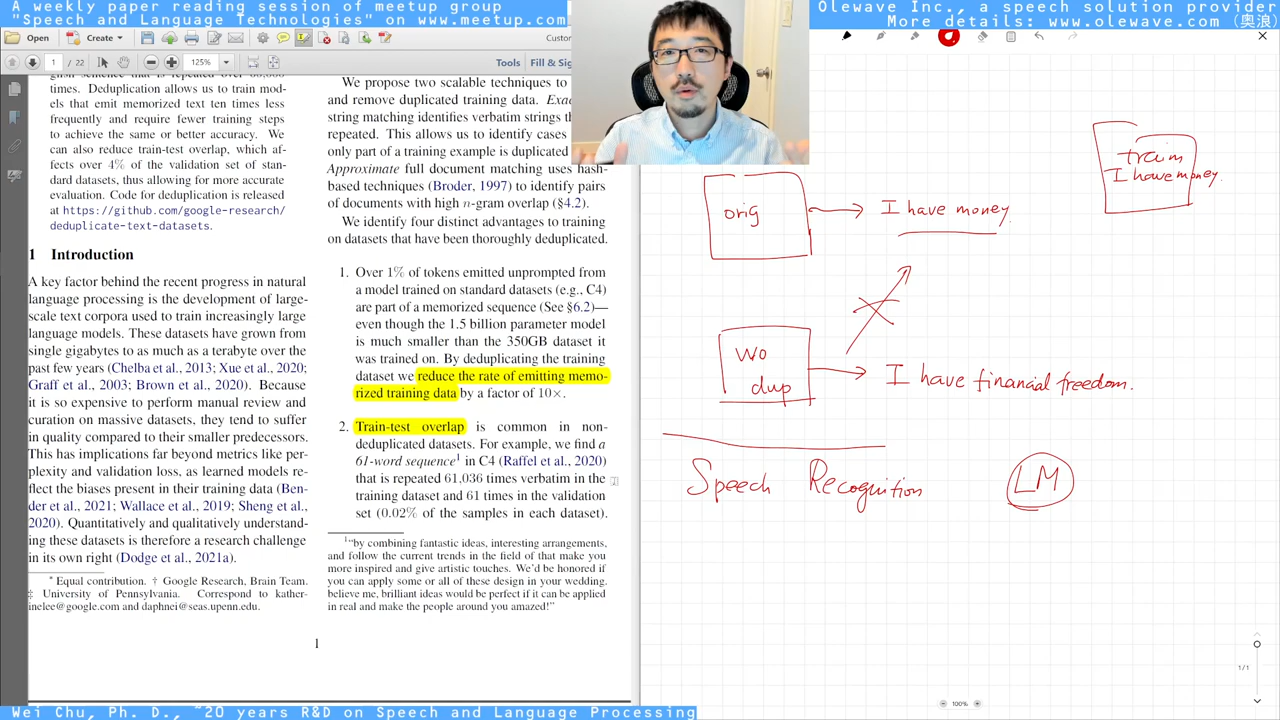 A weekly paper reading session of meetup group
"Speech and Language Technologies" on www.meetup.com
Olewave Inc., a speech solution provider
More details: www.olewave.com (奥浪)
Open
Create
Custom
1 / 22
125%
Tools
Fill & Sig
times. Deduplication allows us to train mod-
els that emit memorized text ten times less
frequently and require fewer training steps
to achieve the same or better accuracy. We
can also reduce train-test overlap, which af-
fects over 4% of the validation set of stan-
dard datasets, thus allowing for more accurate
evaluation. Code for deduplication is released
at https://github.com/google-research/
deduplicate-text-datasets.
1 Introduction
A key factor behind the recent progress in natural
language processing is the development of large-
scale text corpora used to train increasingly large
language models. These datasets have grown from
single gigabytes to as much as a terabyte over the
past few years (Chelba et al., 2013; Xue et al., 2020;
Graff et al., 2003; Brown et al., 2020). Because
it is so expensive to perform manual review and
curation on massive datasets, they tend to suffer
in quality compared to their smaller predecessors.
This has implications far beyond metrics like per-
plexity and validation loss, as learned models re-
flect the biases present in their training data (Ben-
der et al., 2021; Wallace et al., 2019; Sheng et al.,
2020). Quantitatively and qualitatively understand-
ing these datasets is therefore a research challenge
in its own right (Dodge et al., 2021a).
* Equal contribution. † Google Research, Brain Team.
‡ University of Pennsylvania. Correspond to kather-
inelee@google.com and daphnei@seas.upenn.edu.
We propose two scalable techniques to
and remove duplicated training data. Exac
string matching identifies verbatim strings th
repeated. This allows us to identify cases
only part of a training example is duplicated
Approximate full document matching uses hash-
based techniques (Broder, 1997) to identify pairs
of documents with high n-gram overlap (§4.2).
We identify four distinct advantages to training
on datasets that have been thoroughly deduplicated.
1. Over 1% of tokens emitted unprompted from
a model trained on standard datasets (e.g., C4)
are part of a memorized sequence (See §6.2)—
even though the 1.5 billion parameter model
is much smaller than the 350GB dataset it
was trained on. By deduplicating the training
dataset we reduce the rate of emitting memo-
rized training data by a factor of 10×.
2. Train-test overlap is common in non-
deduplicated datasets. For example, we find a
61-word sequence1 in C4 (Raffel et al., 2020)
that is repeated 61,036 times verbatim in the
training dataset and 61 times in the validation
set (0.02% of the samples in each dataset).
1"by combining fantastic ideas, interesting arrangements,
and follow the current trends in the field of that make you
more inspired and give artistic touches. We'd be honored if
you can apply some or all of these design in your wedding.
believe me, brilliant ideas would be perfect if it can be applied
in real and make the people around you amazed!"
1
train
I have money.
orig
I have money.
wo
dup
I have financial freedom.
Speech Recognition
LM
1/1
100%
Wei Chu, Ph. D., ~20 years R&D on Speech and Language Processing